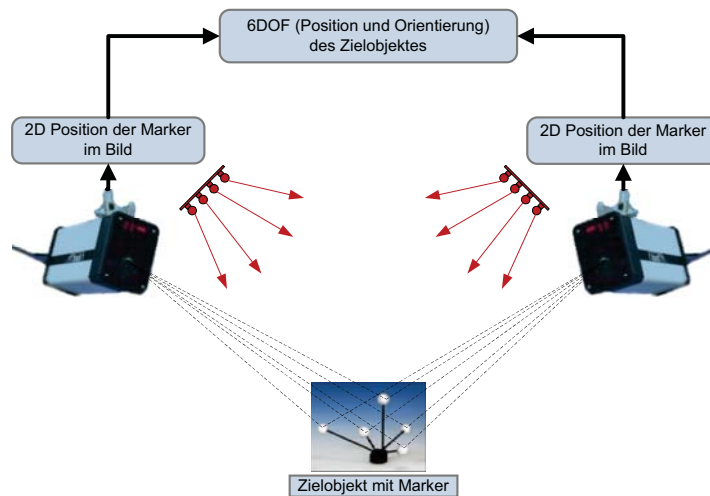 6DOF (Position und Orientierung)
des Zielobjektes
2D Position der Marker
im Bild
2D Position der Marker
im Bild
Zielobjekt mit Marker